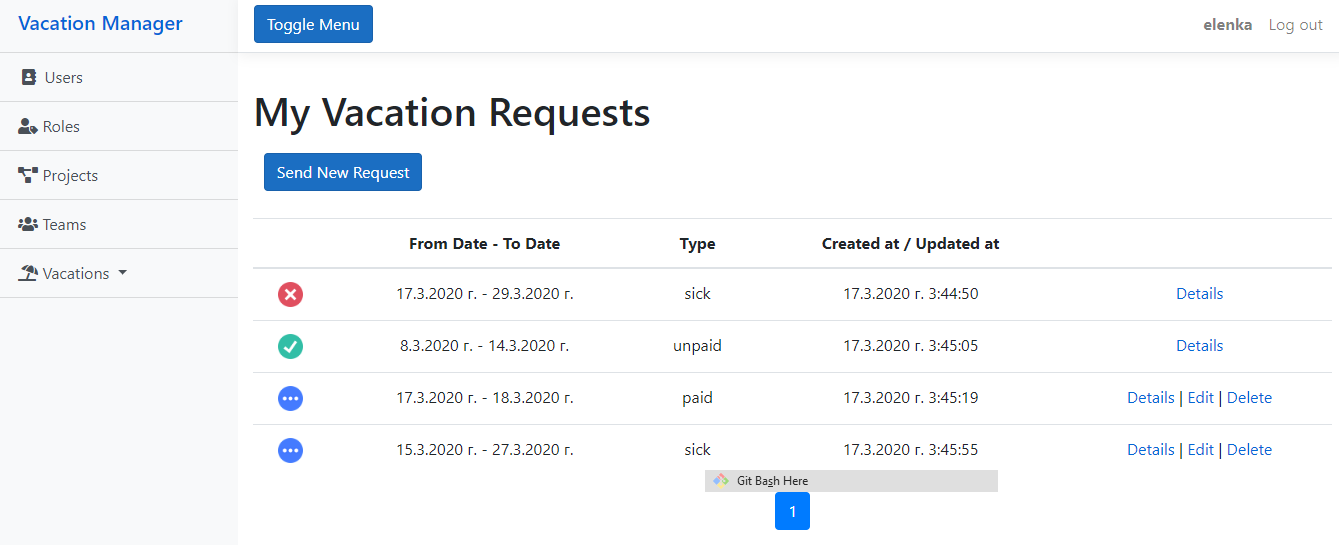 Vacation Manager
Toggle Menu
elenka Log out
Users
Roles
Projects
Teams
Vacations
My Vacation Requests
Send New Request
From Date - To Date Type Created at / Updated at
17.3.2020 г. - 29.3.2020 г. sick 17.3.2020 г. 3:44:50 Details
8.3.2020 г. - 14.3.2020 г. unpaid 17.3.2020 г. 3:45:05 Details
17.3.2020 г. - 18.3.2020 г. paid 17.3.2020 г. 3:45:19 Details | Edit | Delete
15.3.2020 г. - 27.3.2020 г. sick 17.3.2020 г. 3:45:55 Details | Edit | Delete
Git Bash Here
1